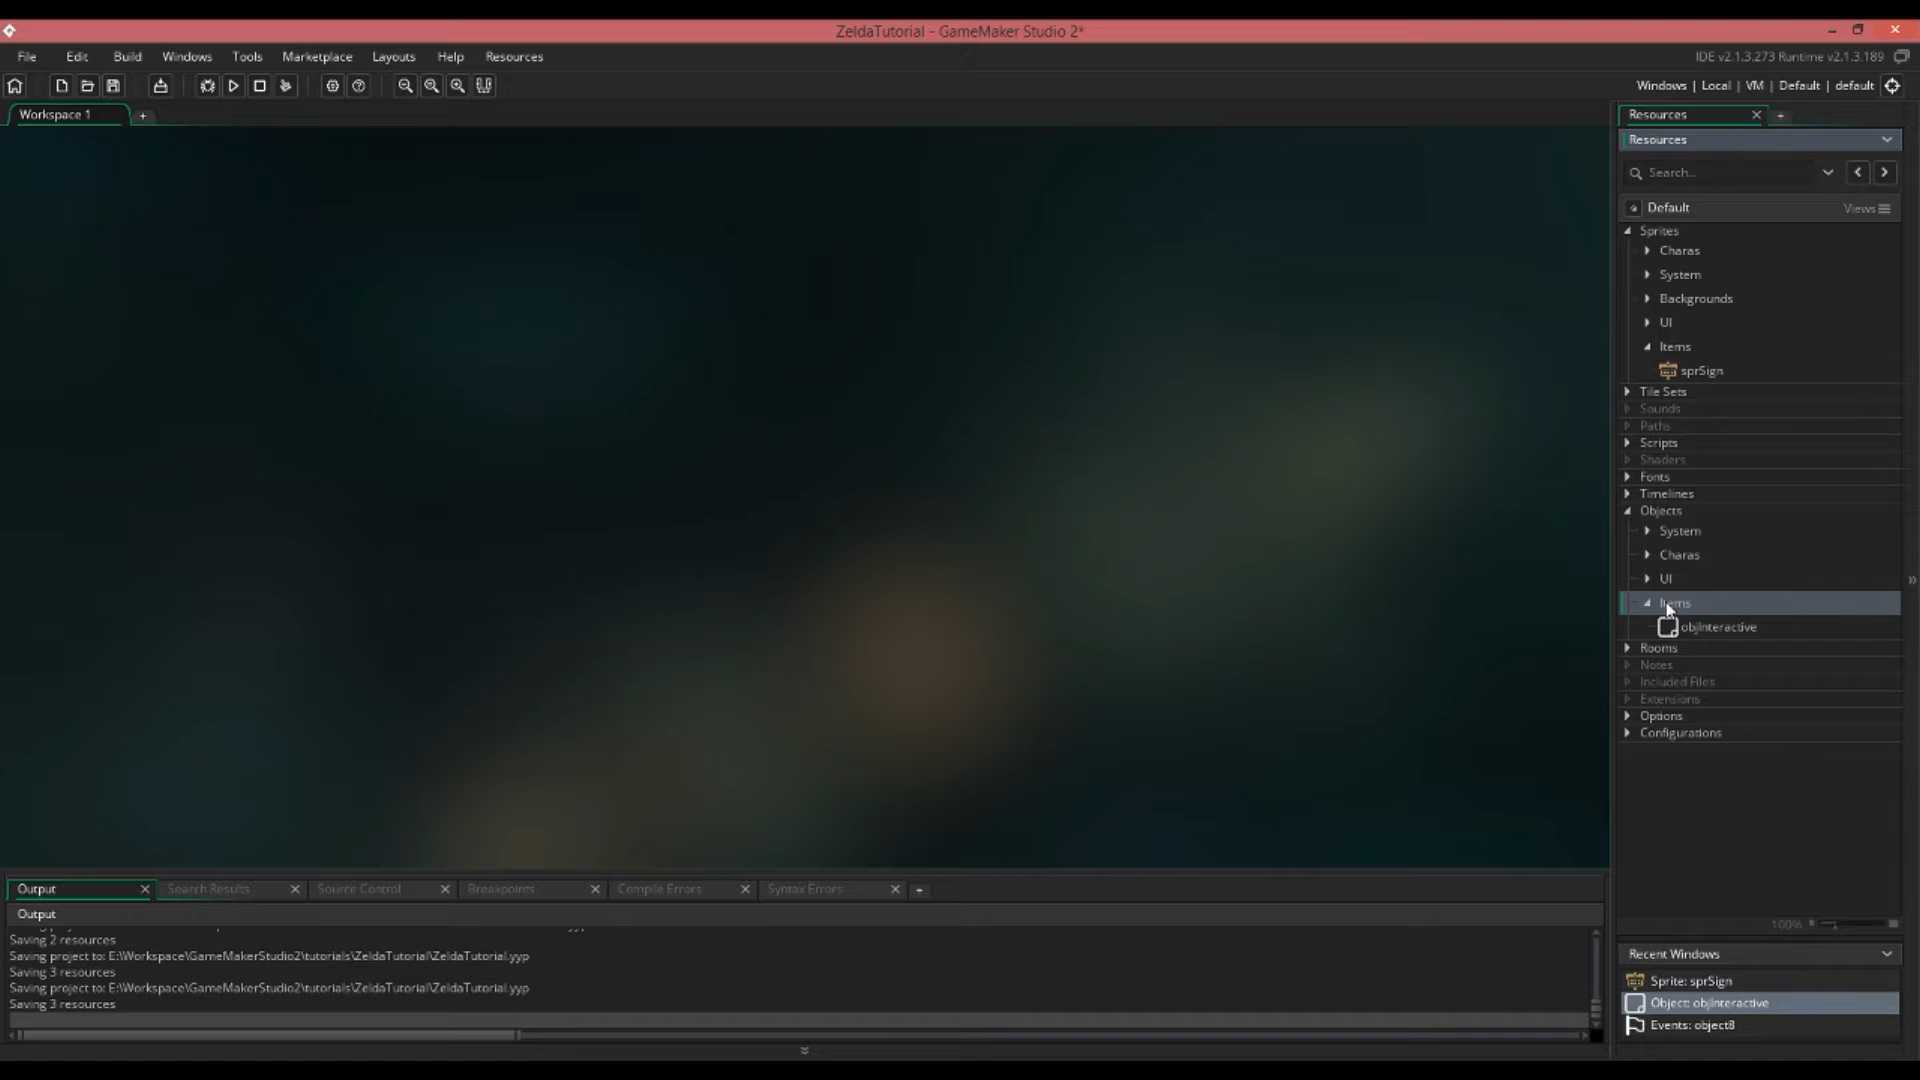 ZeldaTutorial - GameMaker Studio 2*
File Edit Build Windows Tools Marketplace Layouts Help Resources
IDE v2.1.3.273 Runtime v2.1.3.189
Windows | Local | VM | Default | default
Workspace 1
Resources
Resources
Search...
Default Views
Sprites
Charas
System
Backgrounds
UI
Items
sprSign
Tile Sets
Sounds
Paths
Scripts
Shaders
Fonts
Timelines
Objects
System
Charas
UI
Items
objInteractive
Rooms
Notes
Included Files
Extensions
Options
Configurations
100%
Output Search Results Source Control Breakpoints Compile Errors Syntax Errors
Output
Saving 2 resources
Saving project to: E:\Workspace\GameMakerStudio2\tutorials\ZeldaTutorial\ZeldaTutorial.yyp
Saving 3 resources
Saving project to: E:\Workspace\GameMakerStudio2\tutorials\ZeldaTutorial\ZeldaTutorial.yyp
Saving 3 resources
Recent Windows
Sprite: sprSign
Object: objInteractive
Events: object8